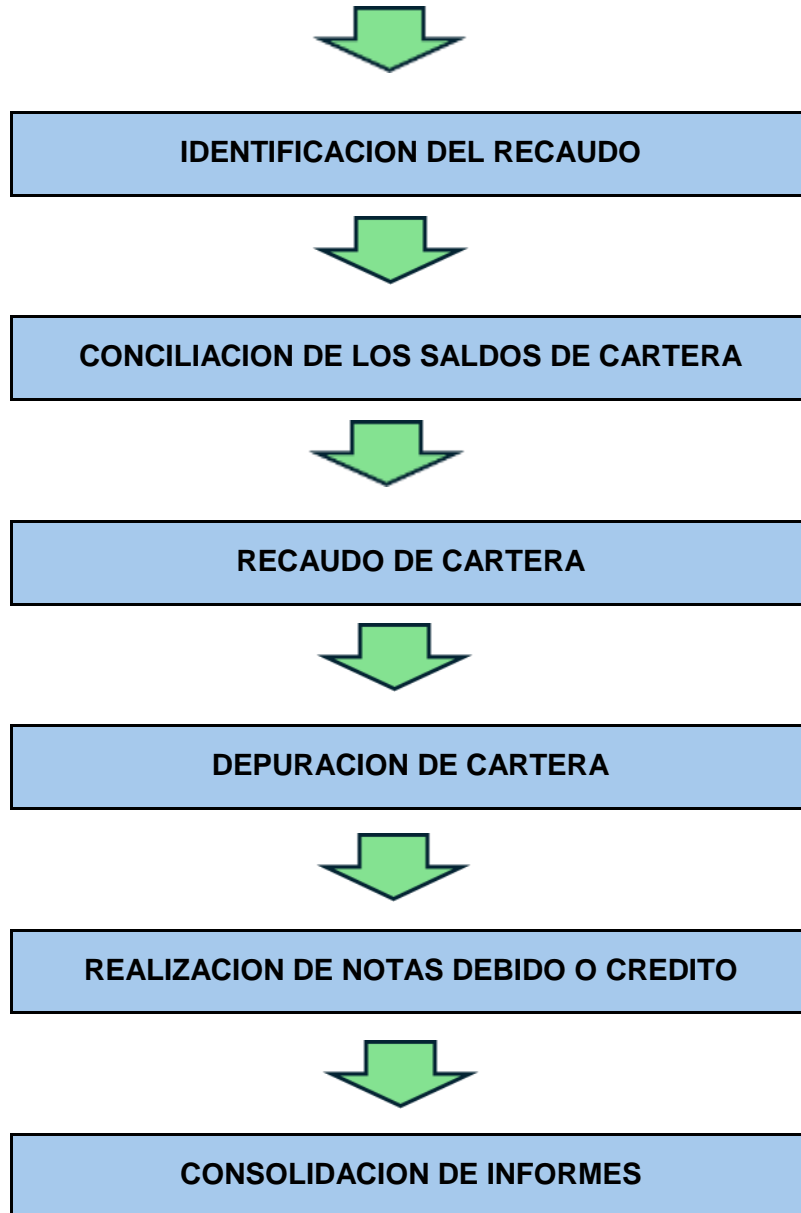 IDENTIFICACION DEL RECAUDO
CONCILIACION DE LOS SALDOS DE CARTERA
RECAUDO DE CARTERA
DEPURACION DE CARTERA
REALIZACION DE NOTAS DEBIDO O CREDITO
CONSOLIDACION DE INFORMES